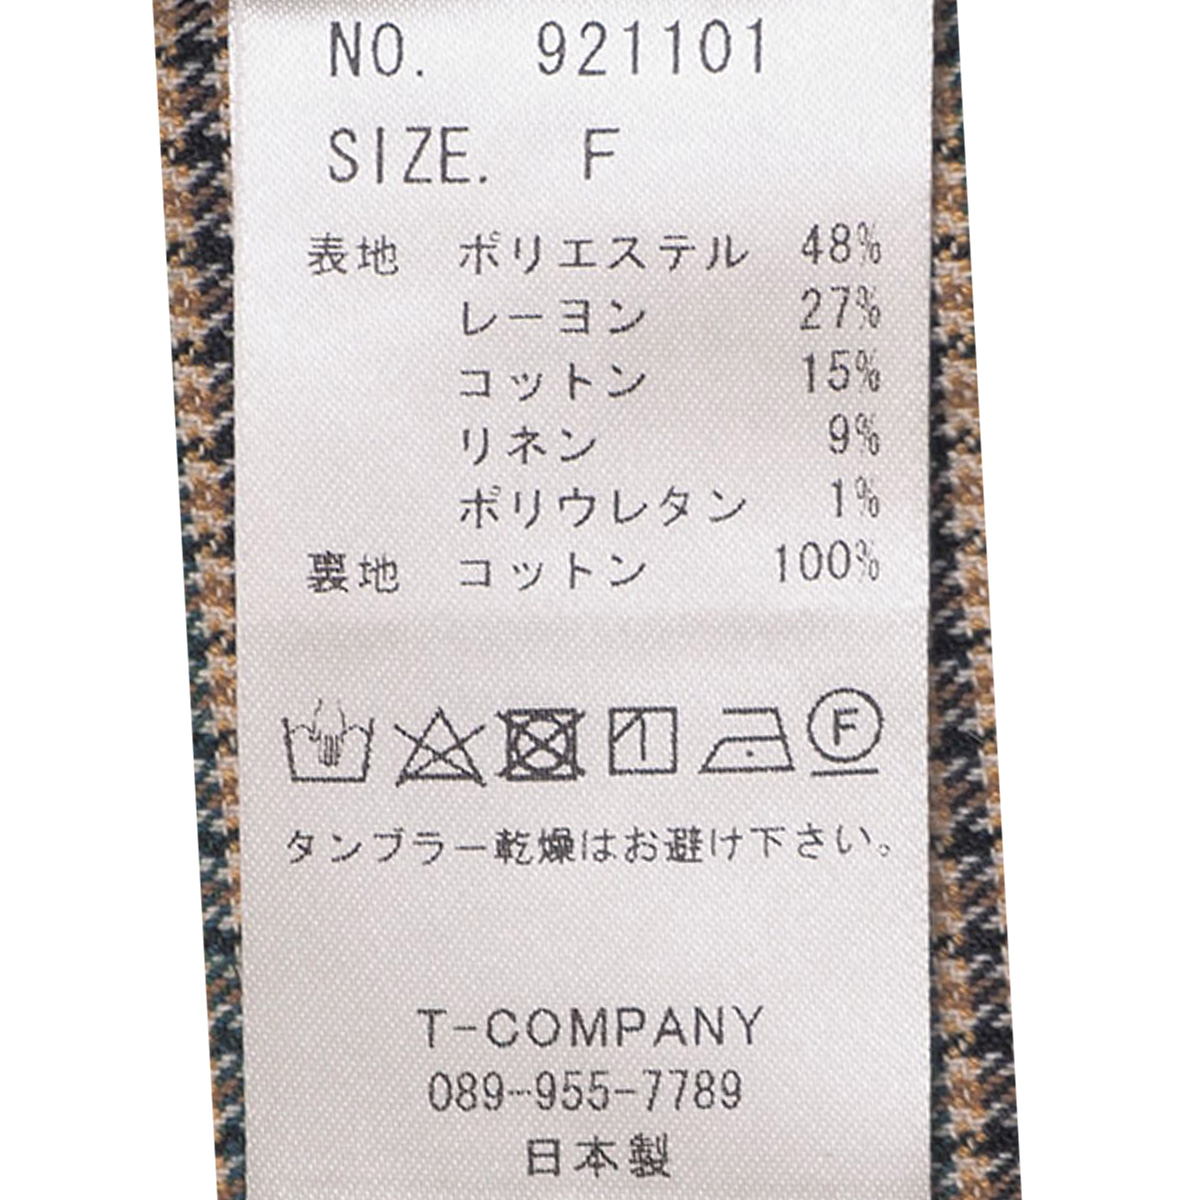 NO. 921101
SIZE. F
表地 ポリエステル 48%
レーヨン 27%
コットン 15%
リネン 9%
ポリウレタン 1%
裏地 コットン 100%
F
タンブラー乾燥はお避け下さい。
T-COMPANY
089-955-7789
日本製